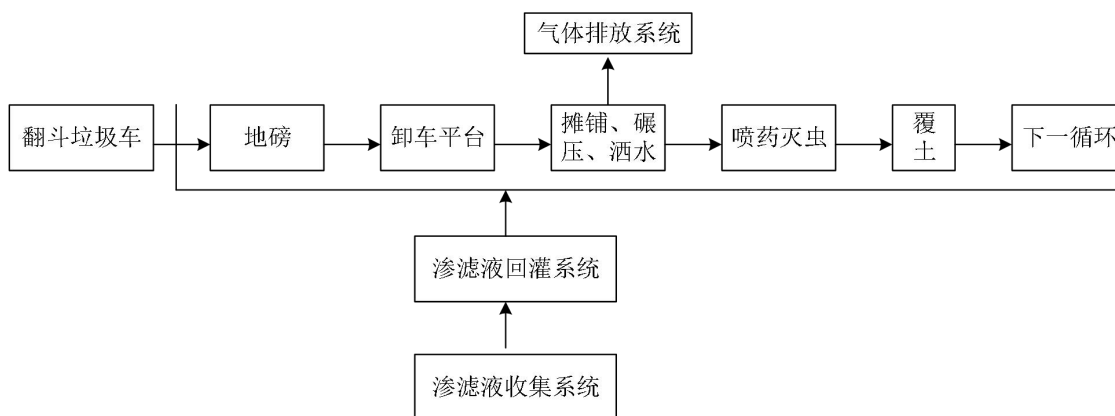 气体排放系统
翻斗垃圾车
地磅
卸车平台
摊铺、碾
压、洒水
喷药灭虫
覆
土
下一循环
渗滤液回灌系统
渗滤液收集系统